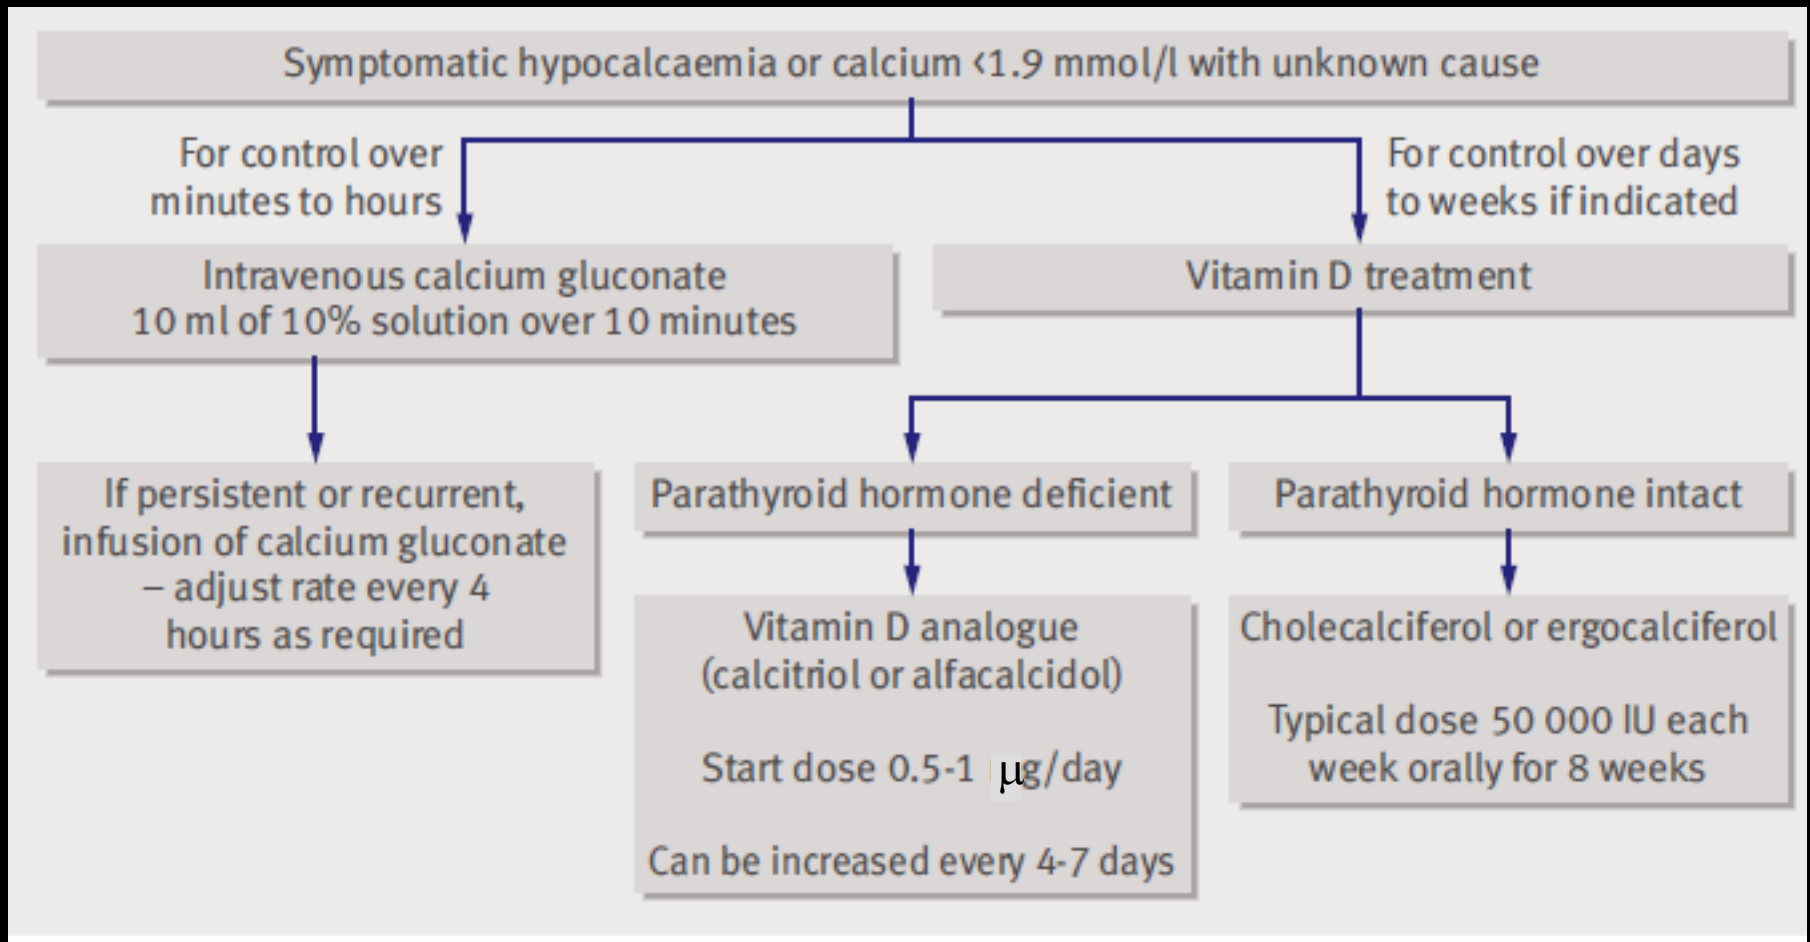 Symptomatic hypocalcaemia or calcium <1.9 mmol/l with unknown cause
For control over
minutes to hours
For control over days
to weeks if indicated
Intravenous calcium gluconate
10 ml of 10% solution over 10 minutes
Vitamin D treatment
If persistent or recurrent,
infusion of calcium gluconate
– adjust rate every 4
hours as required
Parathyroid hormone deficient
Parathyroid hormone intact
Vitamin D analogue
(calcitriol or alfacalcidol)
Start dose 0.5-1 μg/day
Can be increased every 4-7 days
Cholecalciferol or ergocalciferol
Typical dose 50 000 IU each
week orally for 8 weeks